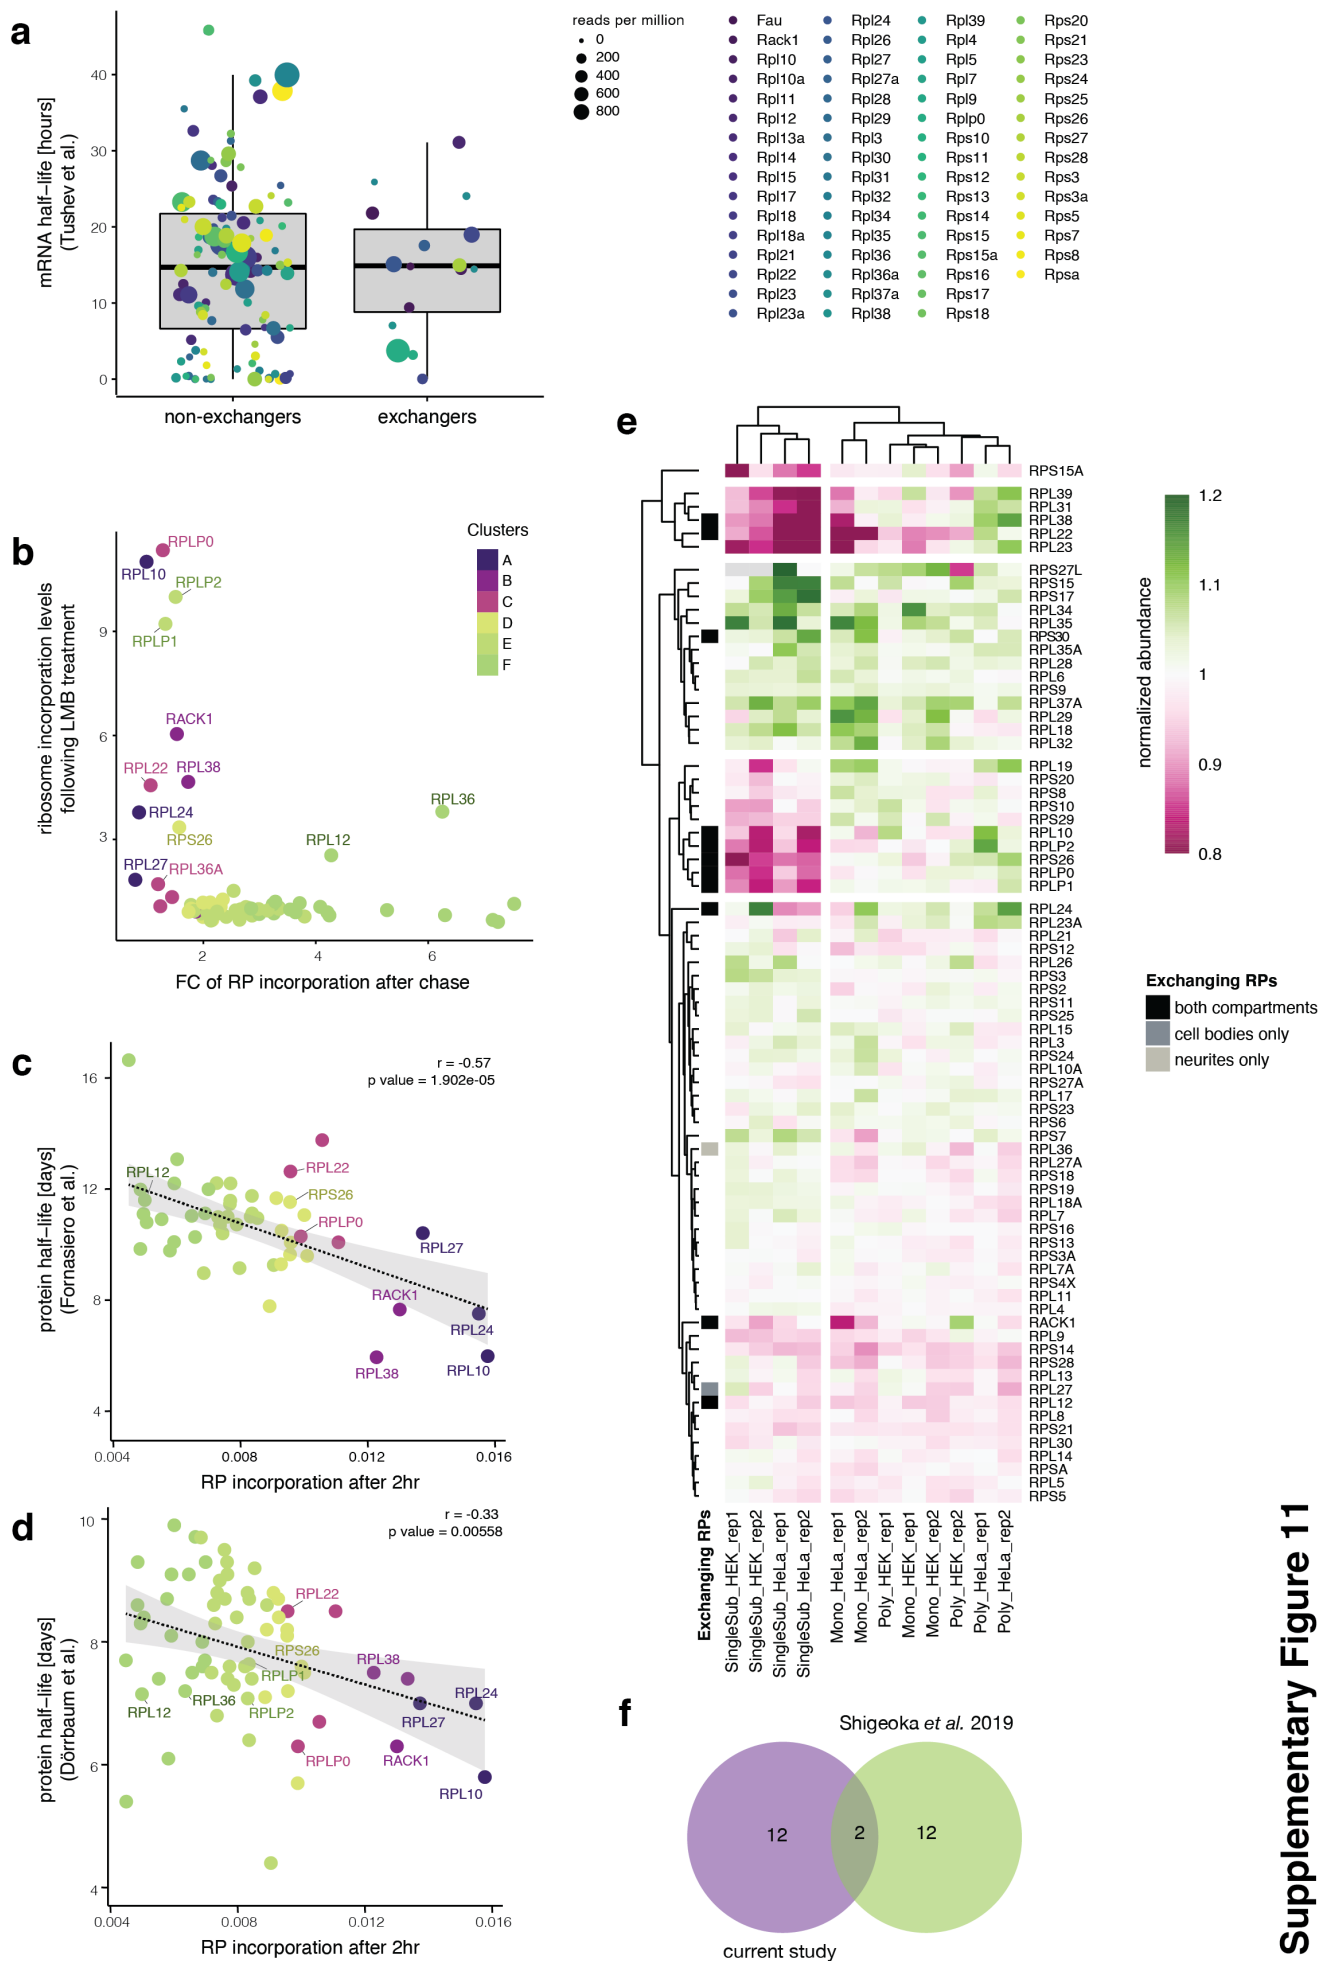 a
mRNA half−life [hours]
(Tushev et al.)
40
30
20
10
0
non-exchangers
exchangers
reads per million
0
200
400
600
800
Fau
Rack1
Rpl10
Rpl10a
Rpl11
Rpl12
Rpl13a
Rpl14
Rpl15
Rpl17
Rpl18
Rpl18a
Rpl21
Rpl22
Rpl23
Rpl23a
Rpl24
Rpl26
Rpl27
Rpl27a
Rpl28
Rpl29
Rpl3
Rpl30
Rpl31
Rpl32
Rpl34
Rpl35
Rpl36
Rpl36a
Rpl37a
Rpl38
Rpl39
Rpl4
Rpl5
Rpl7
Rpl9
Rplp0
Rps10
Rps11
Rps12
Rps13
Rps14
Rps15
Rps15a
Rps16
Rps17
Rps18
Rps20
Rps21
Rps23
Rps24
Rps25
Rps26
Rps27
Rps28
Rps3
Rps3a
Rps5
Rps7
Rps8
Rpsa
b
ribosome incorporation levels
following LMB treatment
9
6
3
2
4
6
FC of RP incorporation after chase
RPLP0
RPL10
RPLP2
RPLP1
RACK1
RPL22
RPL38
RPL24
RPS26
RPL36
RPL12
RPL27
RPL36A
Clusters
A
B
C
D
E
F
c
protein half−life [days]
(Fornasiero et al.)
16
12
8
4
0.004
0.008
0.012
0.016
RP incorporation after 2hr
r = -0.57
p value = 1.902e-05
RPL12
RPL22
RPS26
RPLP0
RPL27
RACK1
RPL24
RPL38
RPL10
d
protein half−life [days]
(Dörrbaum et al.)
10
8
6
4
0.004
0.008
0.012
0.016
RP incorporation after 2hr
r = -0.33
p value = 0.00558
RPL22
RPS26
RPL38
RPLP1
RPL12
RPL36
RPLP2
RPL24
RPL27
RPLP0
RACK1
RPL10
e
RPS15A
RPL39
RPL31
RPL38
RPL22
RPL23
RPS27L
RPS15
RPS17
RPL34
RPL35
RPS30
RPL35A
RPL28
RPL6
RPS9
RPL37A
RPL29
RPL18
RPL32
RPL19
RPS20
RPS8
RPS10
RPS29
RPL10
RPLP2
RPS26
RPLP0
RPLP1
RPL24
RPL23A
RPL21
RPS12
RPL26
RPS3
RPS2
RPS11
RPS25
RPL15
RPL3
RPS24
RPL10A
RPS27A
RPL17
RPS23
RPS6
RPS7
RPL36
RPL27A
RPS18
RPS19
RPL18A
RPL7
RPS16
RPS13
RPS3A
RPL7A
RPS4X
RPL11
RPL4
RACK1
RPL9
RPS14
RPS28
RPL13
RPL27
RPL12
RPL8
RPS21
RPL30
RPL14
RPSA
RPL5
RPS5
Exchanging RPs
SingleSub_HEK_rep1
SingleSub_HEK_rep2
SingleSub_HeLa_rep1
SingleSub_HeLa_rep2
Mono_HeLa_rep1
Mono_HeLa_rep2
Poly_HEK_rep1
Mono_HEK_rep1
Mono_HEK_rep2
Poly_HEK_rep2
Poly_HeLa_rep1
Poly_HeLa_rep2
normalized abundance
1.2
1.1
1
0.9
0.8
Exchanging RPs
both compartments
cell bodies only
neurites only
f
Shigeoka et al. 2019
12
2
12
current study
Supplementary Figure 11